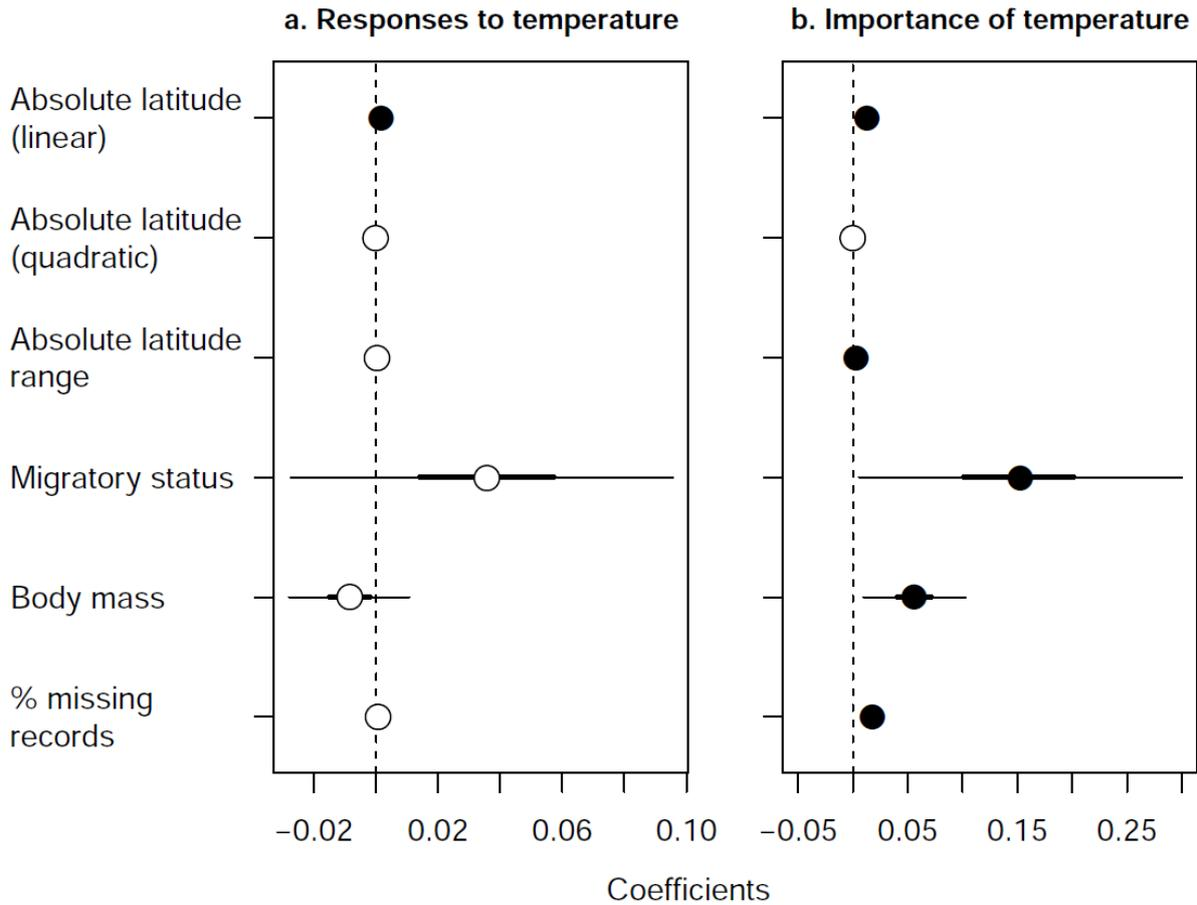 a. Responses to temperature
b. Importance of temperature
Absolute latitude
(linear)
Absolute latitude
(quadratic)
Absolute latitude
range
Migratory status
Body mass
% missing
records
−0.02 0.02 0.06 0.10
−0.05 0.05 0.15 0.25
Coefficients